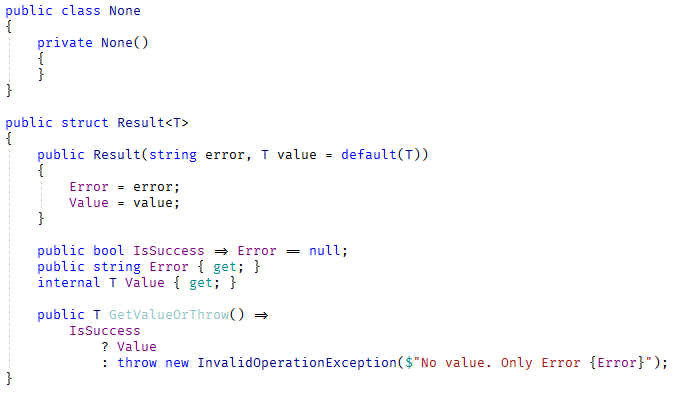 public class None
{
    private None()
    {
    }
}

public struct Result<T>
{
    public Result(string error, T value = default(T))
    {
        Error = error;
        Value = value;
    }

    public bool IsSuccess => Error == null;
    public string Error { get; }
    internal T Value { get; }

    public T GetValueOrThrow() =>
        IsSuccess
            ? Value
            : throw new InvalidOperationException($"No value. Only Error {Error}");
}